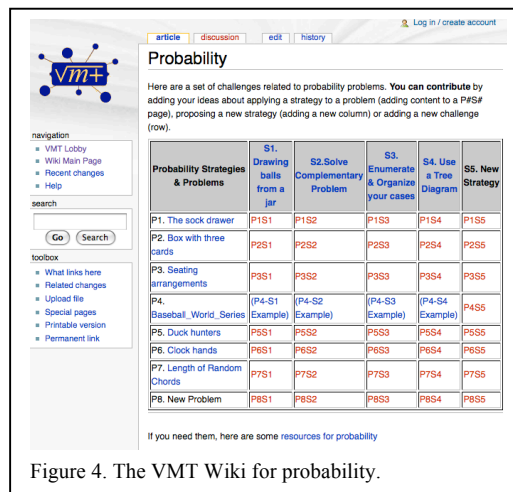 Log in / create account
article discussion edit history
Probability
Here are a set of challenges related to probability problems. You can contribute by
adding your ideas about applying a strategy to a problem (adding content to a P#S#
page), proposing a new strategy (adding a new column) or adding a new challenge
(row).
√m+
navigation
VMT Lobby
Wiki Main Page
Recent changes
Help
search
Go Search
toolbox
What links here
Related changes
Upload file
Special pages
Printable version
Permanent link
Probability Strategies
& Problems
S1.
Drawing
balls
from a
jar
S2.Solve
Complementary
Problem
S3.
Enumerate
& Organize
your cases
S4. Use
a Tree
Diagram
S5. New
Strategy
P1. The sock drawer P1S1 P1S2 P1S3 P1S4 P1S5
P2. Box with three
cards
P2S1 P2S2 P2S3 P2S4 P2S5
P3. Seating
arrangements
P3S1 P3S2 P3S3 P3S4 P3S5
P4.
Baseball_World_Series
(P4-S1
Example)
(P4-S2
Example)
(P4-S3
Example)
(P4-S4
Example)
P4S5
P5. Duck hunters P5S1 P5S2 P5S3 P5S4 P5S5
P6. Clock hands P6S1 P6S2 P6S3 P6S4 P6S5
P7. Length of Random
Chords
P7S1 P7S2 P7S3 P7S4 P7S5
P8. New Problem P8S1 P8S2 P8S3 P8S4 P8S5
If you need them, here are some resources for probability
Figure 4. The VMT Wiki for probability.